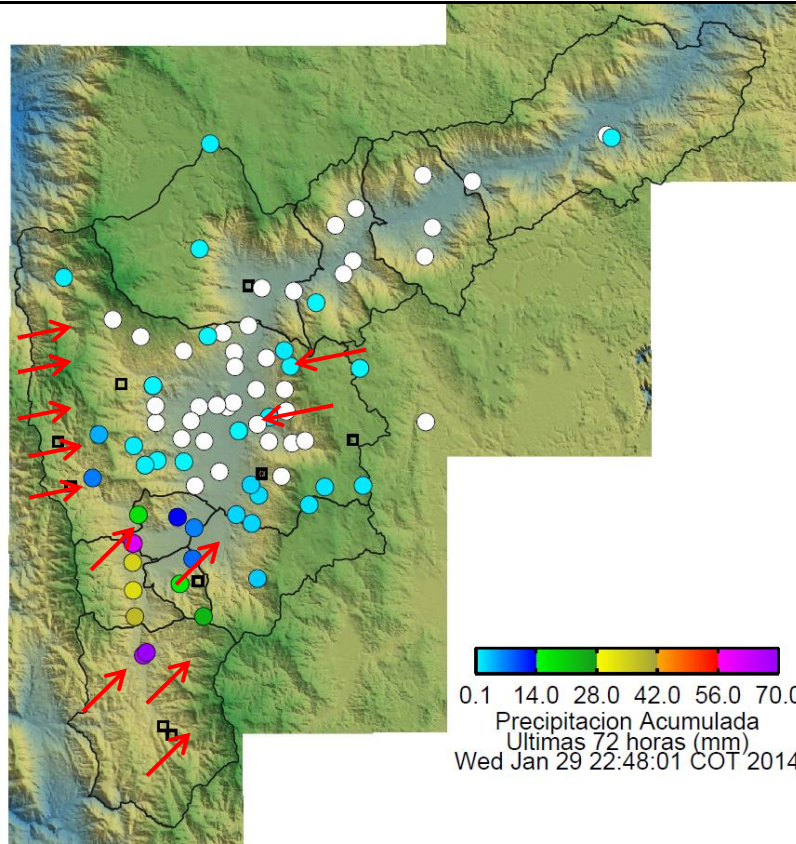 0.1 14.0 28.0 42.0 56.0 70.0
Precipitacion Acumulada
Ultimas 72 horas (mm)
Wed Jan 29 22:48:01 COT 2014